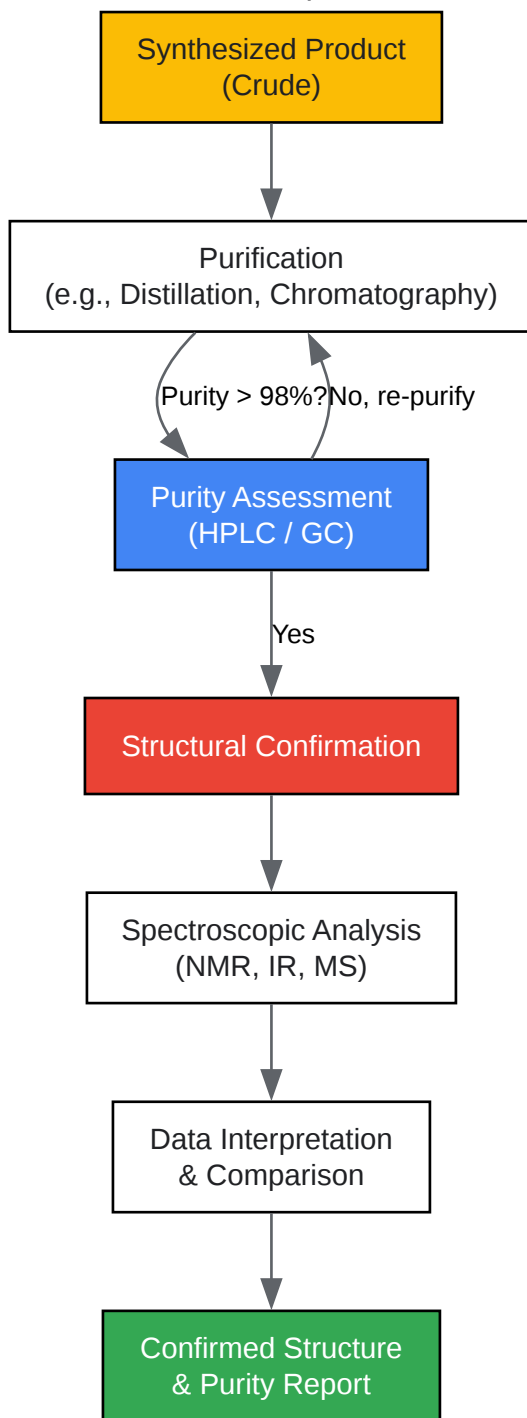 Synthesized Product
(Crude)
Purification
(e.g., Distillation, Chromatography)
Purity > 98%?
No, re-purify
Purity Assessment
(HPLC / GC)
Yes
Structural Confirmation
Spectroscopic Analysis
(NMR, IR, MS)
Data Interpretation
& Comparison
Confirmed Structure
& Purity Report